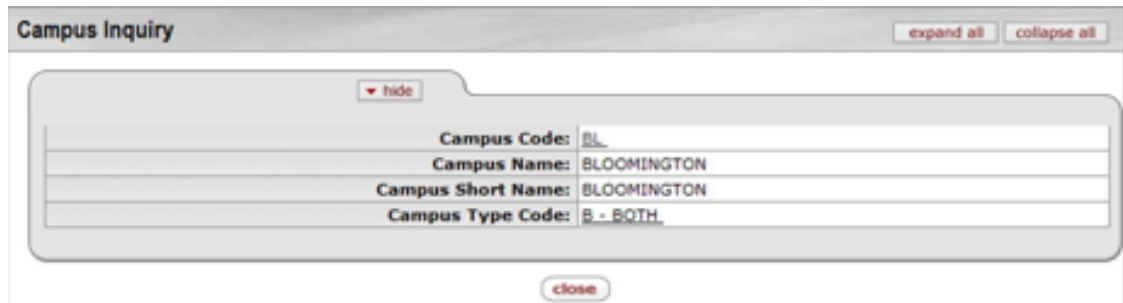 Campus Inquiry
expand all collapse all
hide
Campus Code: BL
Campus Name: BLOOMINGTON
Campus Short Name: BLOOMINGTON
Campus Type Code: B - BOTH
close